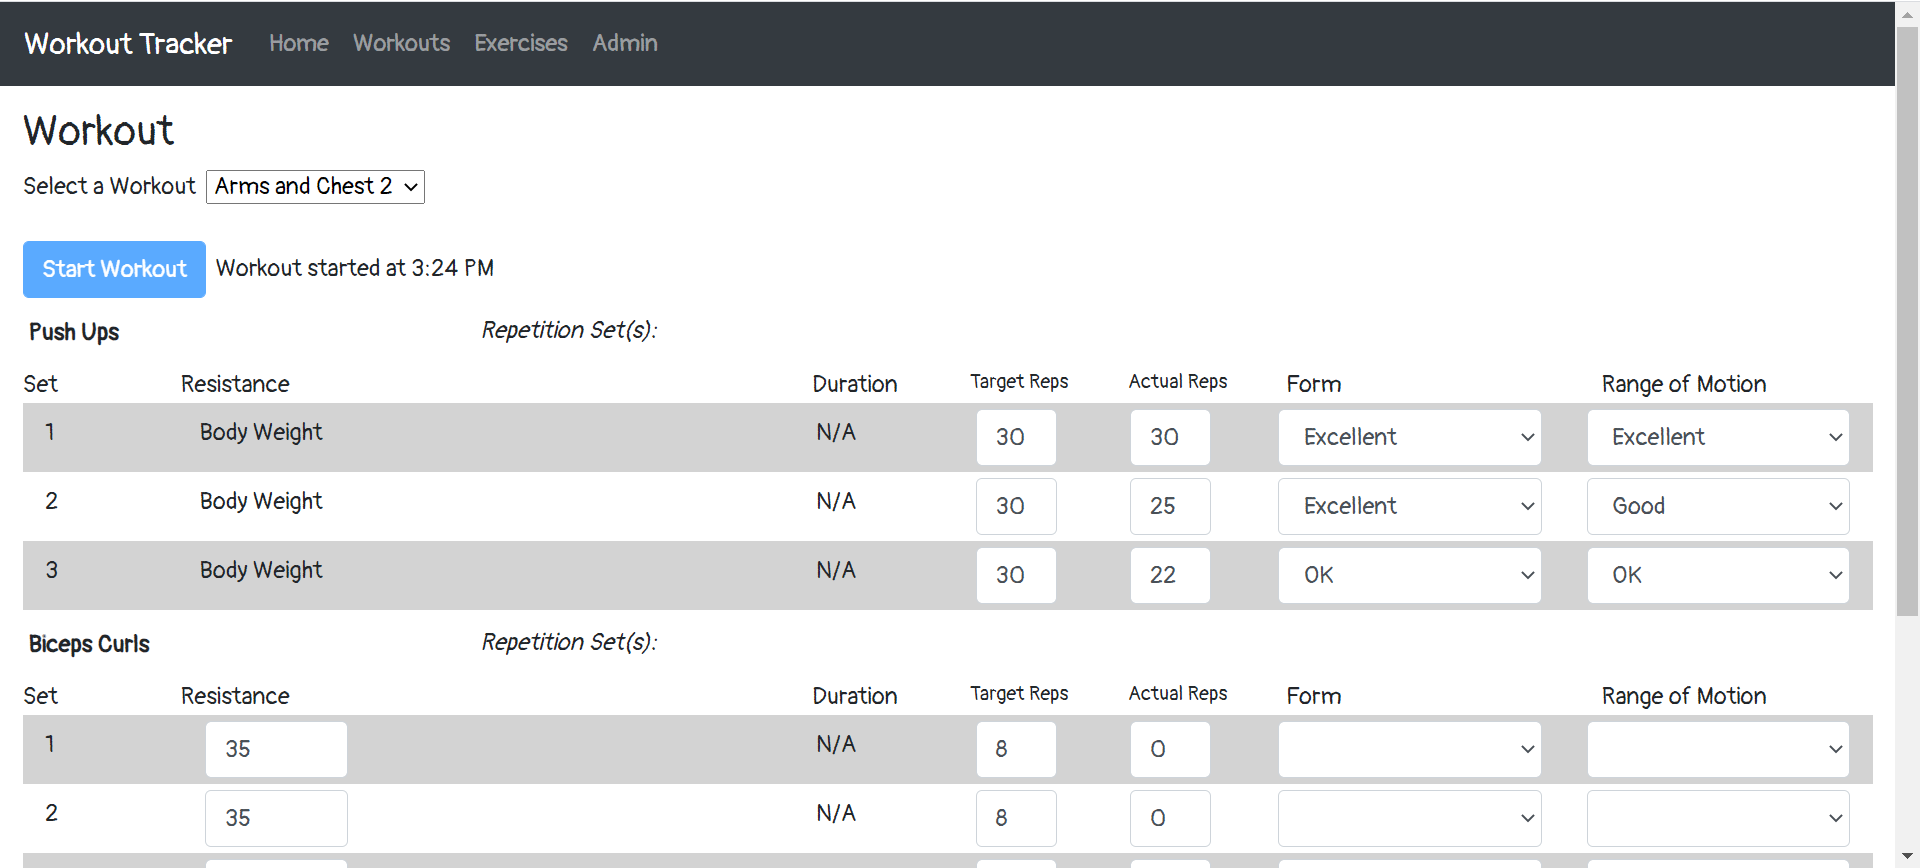 Workout Tracker Home Workouts Exercises Admin
Workout
Select a Workout Arms and Chest 2
Start Workout Workout started at 3:24 PM
Push Ups Repetition Set(s):
Set Resistance Duration Target Reps Actual Reps Form Range of Motion
1 Body Weight N/A 30 30 Excellent Excellent
2 Body Weight N/A 30 25 Excellent Good
3 Body Weight N/A 30 22 OK OK
Biceps Curls Repetition Set(s):
Set Resistance Duration Target Reps Actual Reps Form Range of Motion
1 35 N/A 8 0
2 35 N/A 8 0